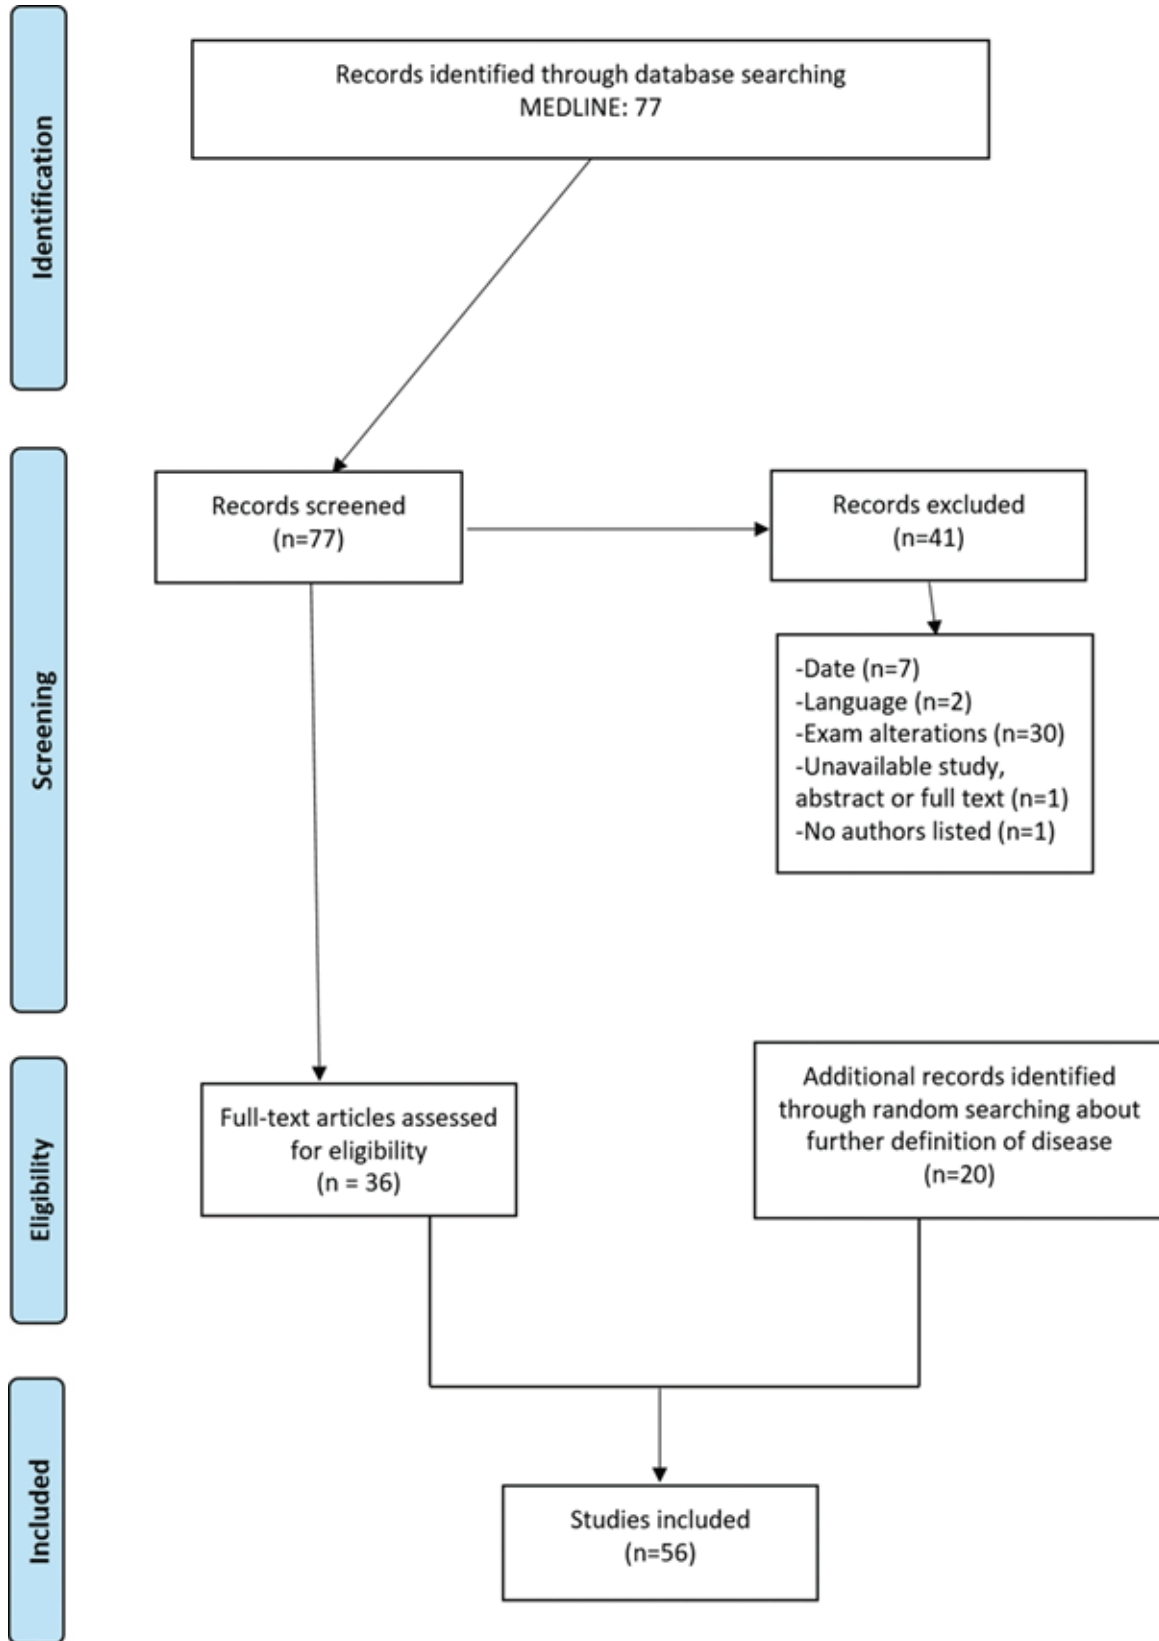 Identification
Records identified through database searching
MEDLINE: 77
Screening
Records screened
(n=77)
Records excluded
(n=41)
-Date (n=7)
-Language (n=2)
-Exam alterations (n=30)
-Unavailable study,
abstract or full text (n=1)
-No authors listed (n=1)
Eligibility
Full-text articles assessed
for eligibility
(n = 36)
Additional records identified
through random searching about
further definition of disease
(n=20)
Included
Studies included
(n=56)